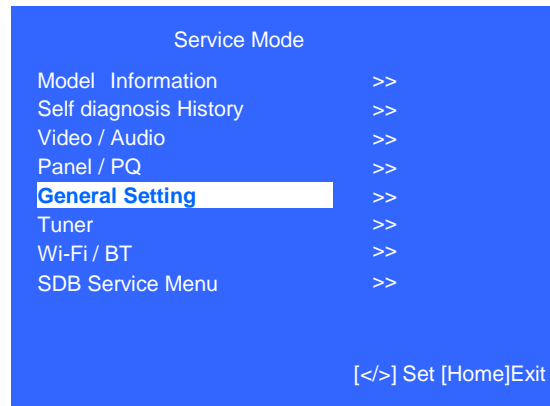 Service Mode
Model Information >>
Self diagnosis History >>
Video / Audio >>
Panel / PQ >>
General Setting >>
Tuner >>
Wi-Fi / BT >>
SDB Service Menu >>
[</>] Set [Home]Exit